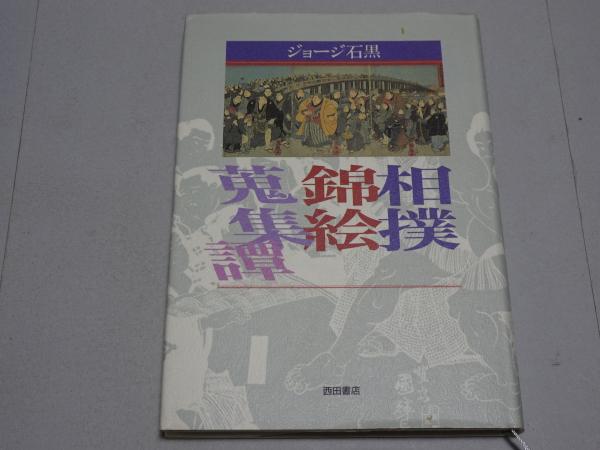 ジョージ石黒
相撲
錦絵
蒐集譚
西田書店